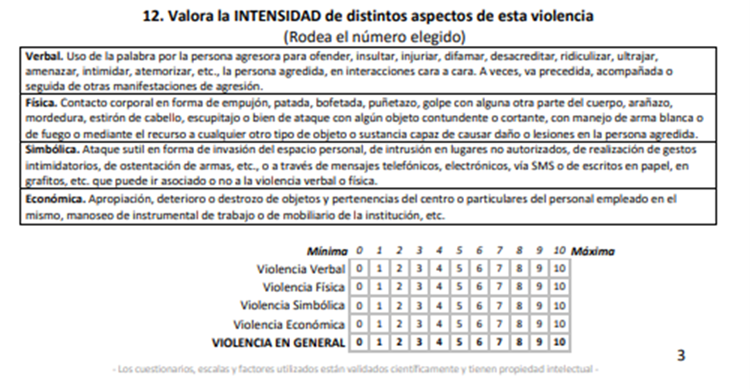 12. Valora la INTENSIDAD de distintos aspectos de esta violencia
(Rodea el número elegido)
Verbal. Uso de la palabra por la persona agresora para ofender, insultar, injuriar, difamar, desacreditar, ridiculizar, ultrajar,
amenazar, intimidar, atemorizar, etc., la persona agredida, en interacciones cara a cara. A veces, va precedida, acompañada o
seguida de otras manifestaciones de agresión.
Física. Contacto corporal en forma de empujón, patada, bofetada, puñetazo, golpe con alguna otra parte del cuerpo, arañazo,
mordedura, estirón de cabello, escupitajo o bien de ataque con algún objeto contundente o cortante, con manejo de arma blanca o
de fuego o mediante el recurso a cualquier otro tipo de objeto o sustancia capaz de causar daño o lesiones en la persona agredida.
Simbólica. Ataque sutil en forma de invasión del espacio personal, de intrusión en lugares no autorizados, de realización de gestos
intimidatorios, de ostentación de armas, etc., o a través de mensajes telefónicos, electrónicos, vía SMS o de escritos en papel, en
grafitos, etc. que puede ir asociado o no a la violencia verbal o física.
Económica. Apropiación, deterioro o destrozo de objetos y pertenencias del centro o particulares del personal empleado en el
mismo, manoseo de instrumental de trabajo o de mobiliario de la institución, etc.
Mínima 0 1 2 3 4 5 6 7 8 9 10 Máxima
Violencia Verbal 0 1 2 3 4 5 6 7 8 9 10
Violencia Física 0 1 2 3 4 5 6 7 8 9 10
Violencia Simbólica 0 1 2 3 4 5 6 7 8 9 10
Violencia Económica 0 1 2 3 4 5 6 7 8 9 10
VIOLENCIA EN GENERAL 0 1 2 3 4 5 6 7 8 9 10
3
- Los cuestionarios, escalas y factores utilizados están validados científicamente y tienen propiedad intelectual -